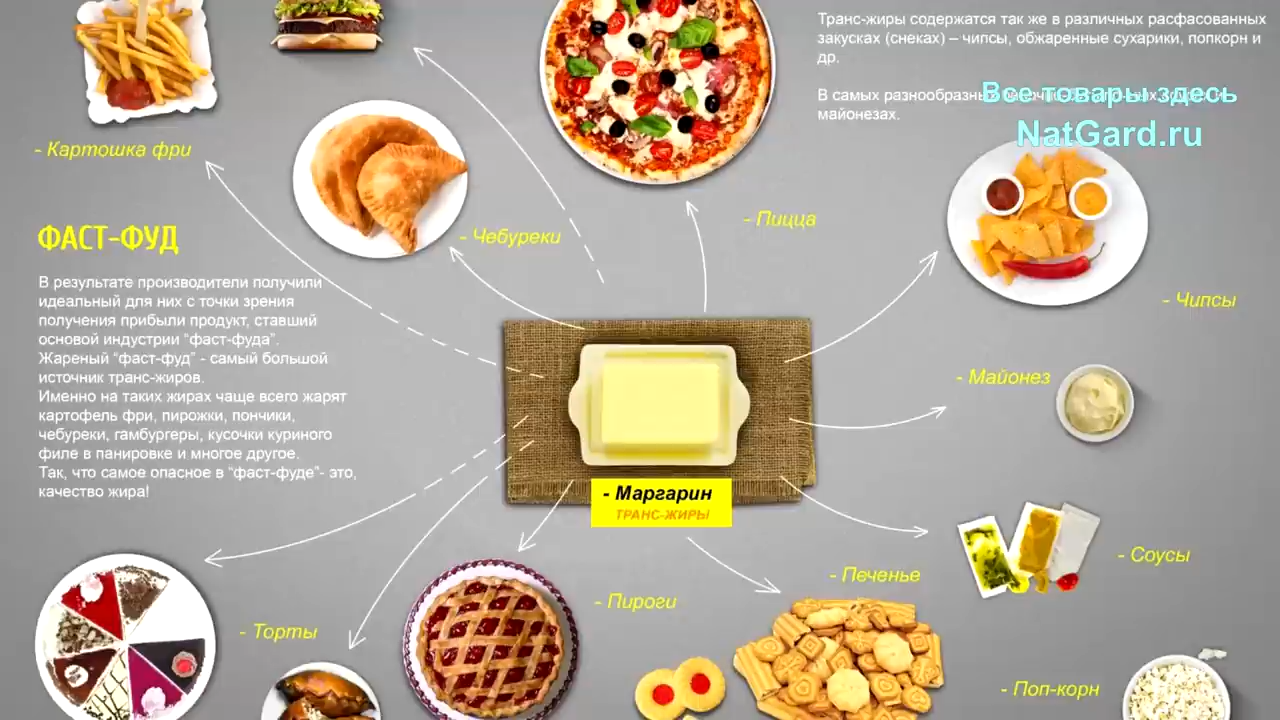 Транс-жиры содержатся так же в различных расфасованных
закусках (снеках) – чипсы, обжаренные сухарики, попкорн и
др.
В самых разнообразных
майонезах.
Все товары здесь
NatGard.ru
- Картошка фри
- Чебуреки
- Пицца
- Чипсы
ФАСТ-ФУД
В результате производители получили
идеальный для них с точки зрения
получения прибыли продукт, ставший
основой индустрии “фаст-фуда”.
Жареный “фаст-фуд” - самый большой
источник транс-жиров.
Именно на таких жирах чаще всего жарят
картофель фри, пирожки, пончики,
чебуреки, гамбургеры, кусочки куриного
филе в панировке и многое другое.
Так, что самое опасное в “фаст-фуде”- это,
качество жира!
- Майонез
- Маргарин
ТРАНС-ЖИРЫ
- Соусы
- Печенье
- Пироги
- Торты
- Поп-корн